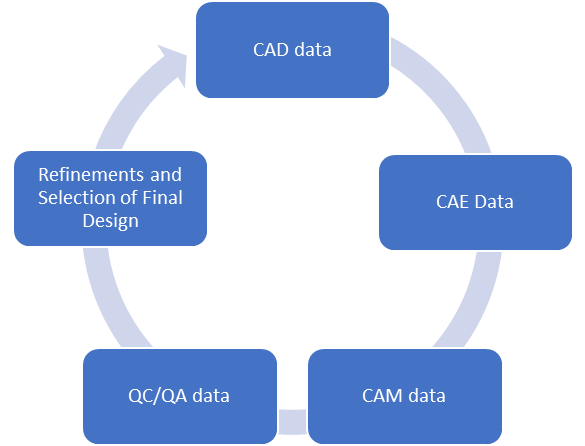 CAD data
CAE Data
CAM data
QC/QA data
Refinements and
Selection of Final
Design